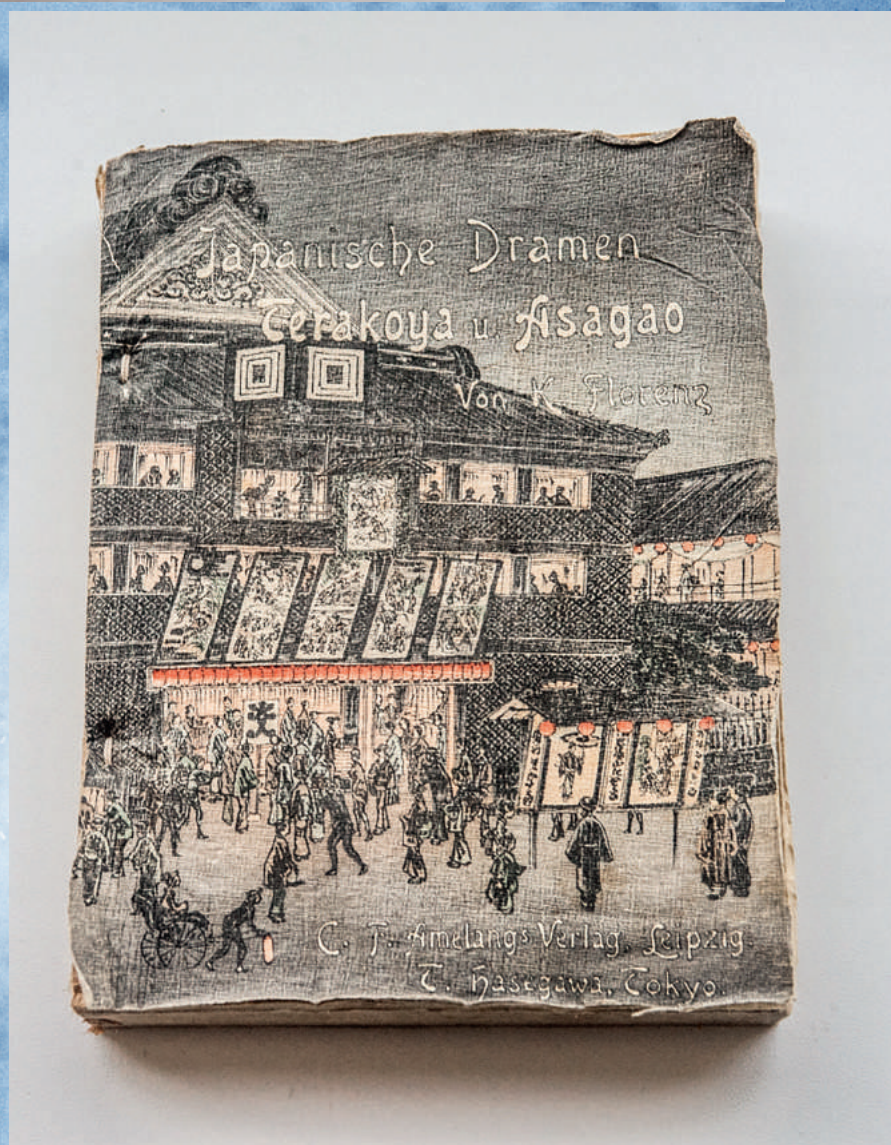 Japanische Dramen
Terakoya u. Asagao
Von K. Florenz
C. F. Amelangs Verlag, Leipzig.
T. Hasegawa, Tokyo.